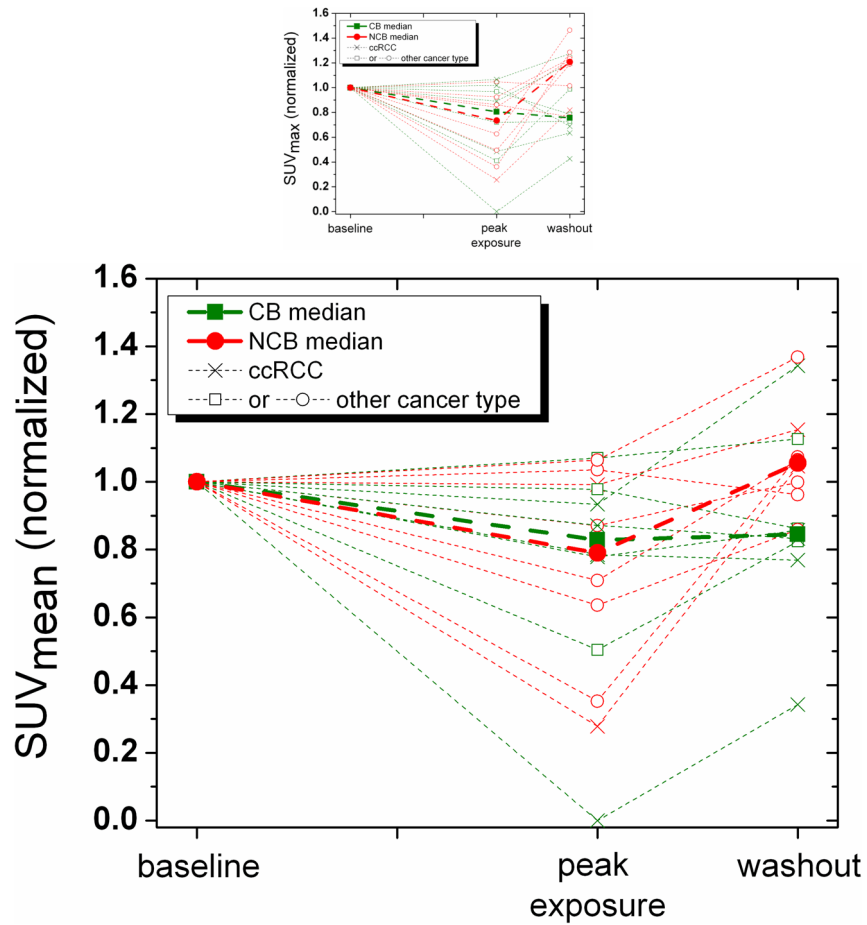 1.6
1.4
1.2
1.0
0.8
0.6
0.4
0.2
0.0
SUVmax (normalized)
CB median
NCB median
ccRCC
or other cancer type
baseline
peak
exposure
washout
1.6
1.4
1.2
1.0
0.8
0.6
0.4
0.2
0.0
SUVmean (normalized)
CB median
NCB median
ccRCC
or other cancer type
baseline
peak
exposure
washout